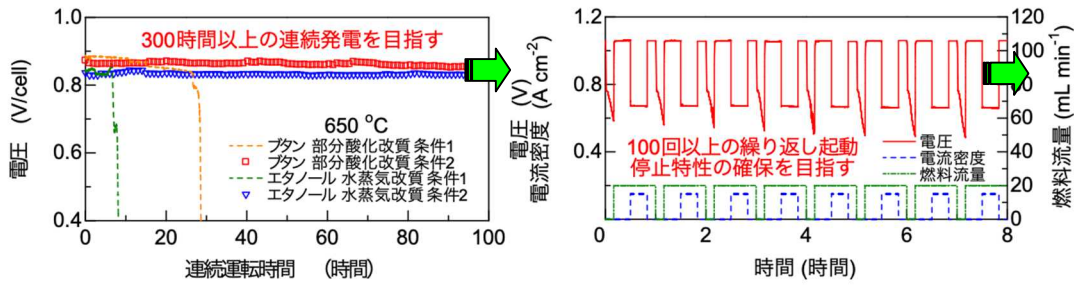 1.0
0.8
0.6
0.4
電圧 (V/cell)
300時間以上の連続発電を目指す
650 ℃
ブタン 部分酸化改質 条件1
ブタン 部分酸化改質 条件2
エタノール 水蒸気改質 条件1
エタノール 水蒸気改質 条件2
0 20 40 60 80 100
連続運転時間 (時間)
1.2
0.9
0.6
0.4
0
電圧 (V)
電流密度 (A cm-2)
100回以上の繰り返し起動
停止特性の確保を目指す
電圧
電流密度
燃料流量
120
100
80
60
40
20
0
燃料流量 (mL min-1)
0 2 4 6 8
時間 (時間)